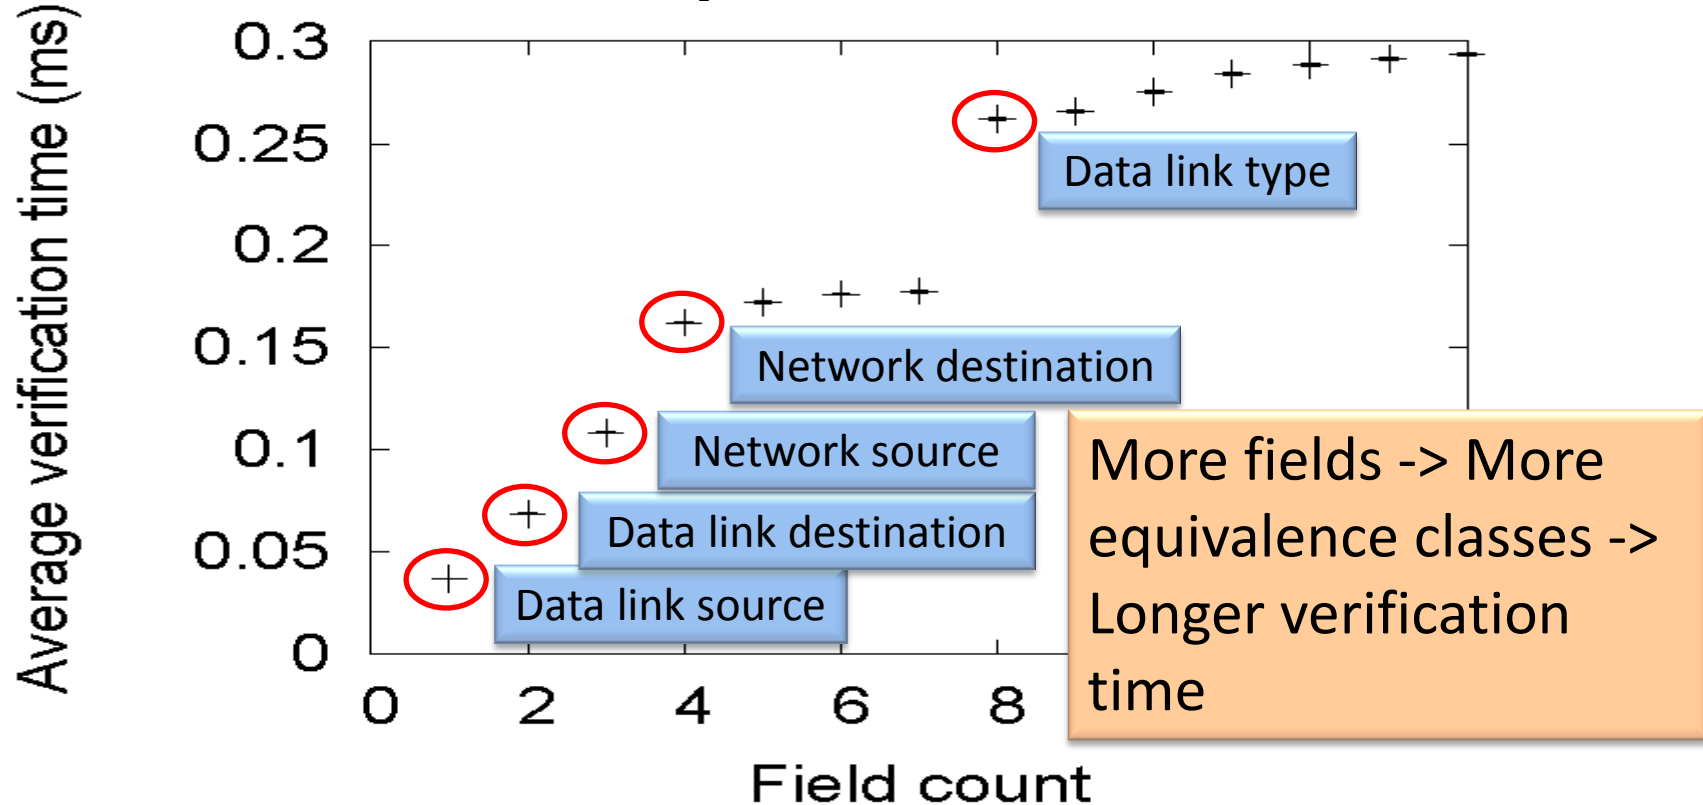 Average verification time (ms)
0.3
0.25
0.2
0.15
0.1
0.05
0
Data link type
Network destination
Network source
Data link destination
Data link source
More fields -> More
equivalence classes ->
Longer verification
time
0 2 4 6 8
Field count